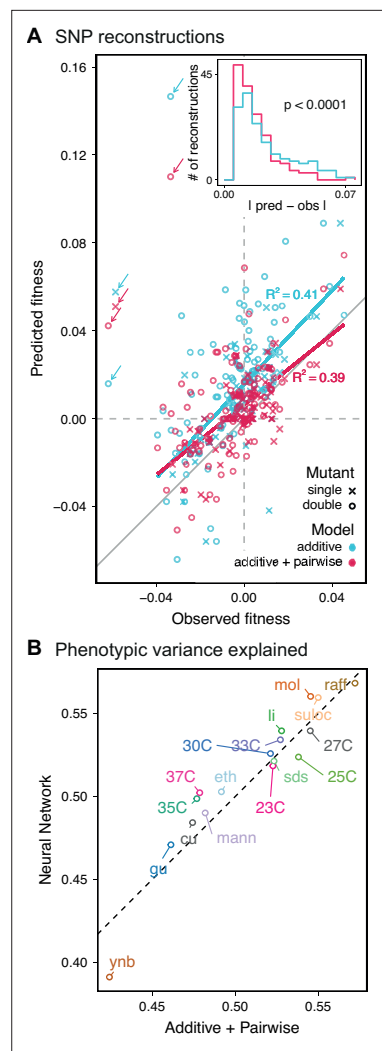 A SNP reconstructions
0.16
0.12
0.08
0.04
0.00
−0.04
Predicted fitness
45
0
# of reconstructions
p < 0.0001
0.00
0.07
| pred − obs |
R² = 0.41
R² = 0.39
Mutant
single
double
Model
additive
additive + pairwise
−0.04
0.00
0.04
Observed fitness
B Phenotypic variance explained
mol
raff
suloc
li
33C
27C
30C
37C
eth
sds
25C
35C
23C
cu
mann
gu
ynb
0.55
0.50
0.45
0.40
Neural Network
0.45
0.50
0.55
Additive + Pairwise